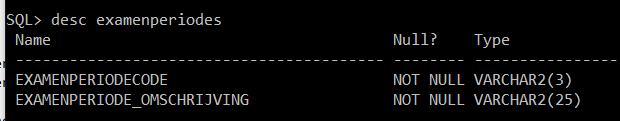 SQL> desc examenperiodes
Name Null? Type
----------------------------------------- -------- ----------------
EXAMENPERIODECODE NOT NULL VARCHAR2(3)
EXAMENPERIODE_OMSCHRIJVING NOT NULL VARCHAR2(25)